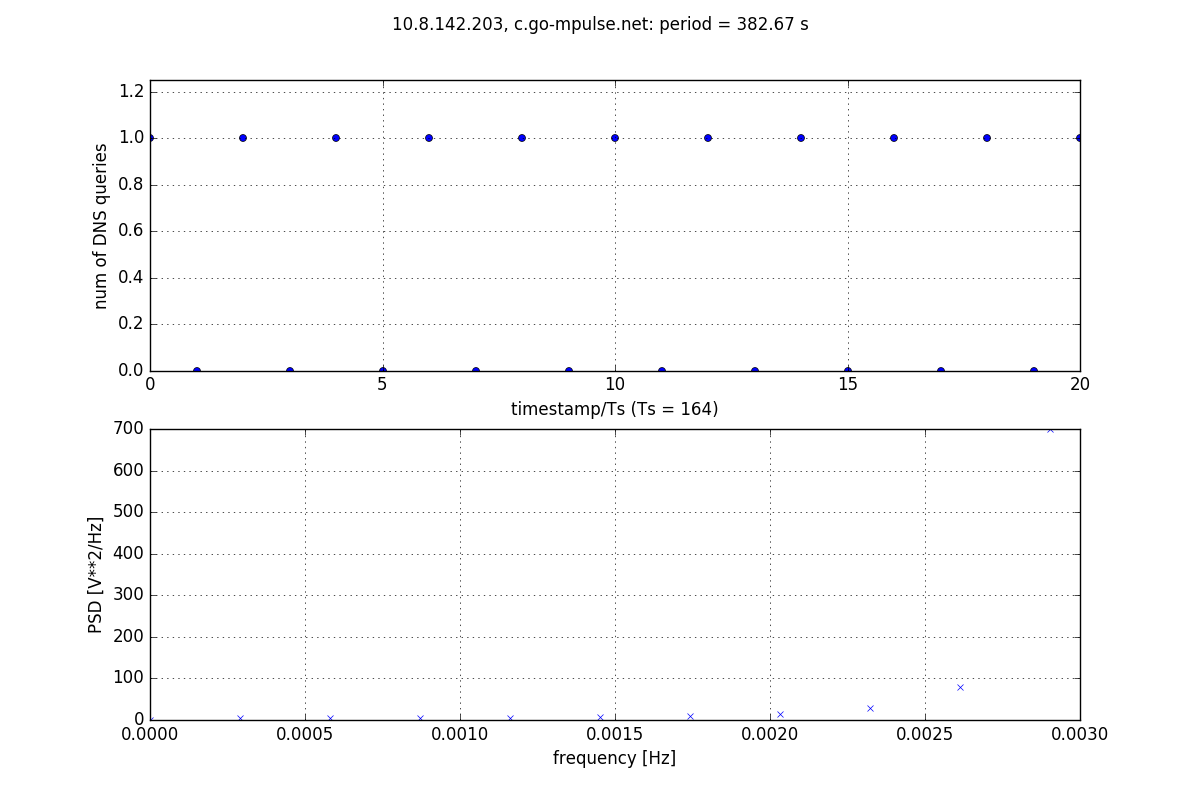 10.8.142.203, c.go-mpulse.net: period = 382.67 s
1.2
1.0
0.8
0.6
0.4
0.2
0.0
num of DNS queries
0 5 10 15 20
timestamp/Ts (Ts = 164)
700
600
500
400
300
200
100
0
PSD [V**2/Hz]
0.0000 0.0005 0.0010 0.0015 0.0020 0.0025 0.0030
frequency [Hz]